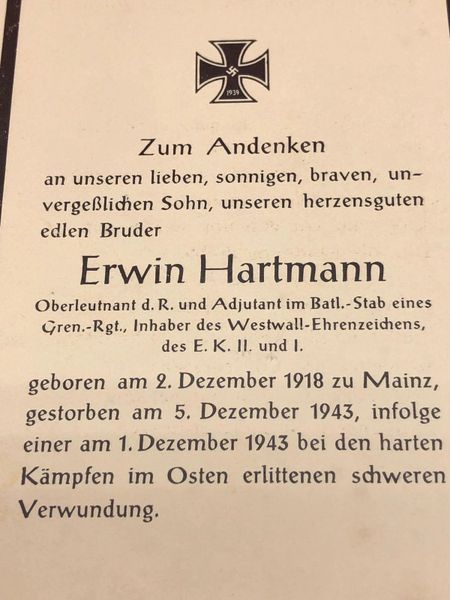 1939
Zum Andenken
an unseren lieben, sonnigen, braven, un-
vergeßlichen Sohn, unseren herzensguten
edlen Bruder
Erwin Hartmann
Oberleutnant d. R. und Adjutant im Batl.-Stab eines
Gren.-Rgt., Inhaber des Westwall-Ehrenzeichens,
des E. K. II. und I.
geboren am 2. Dezember 1918 zu Mainz,
gestorben am 5. Dezember 1943, infolge
einer am 1. Dezember 1943 bei den harten
Kämpfen im Osten erlittenen schweren
Verwundung.